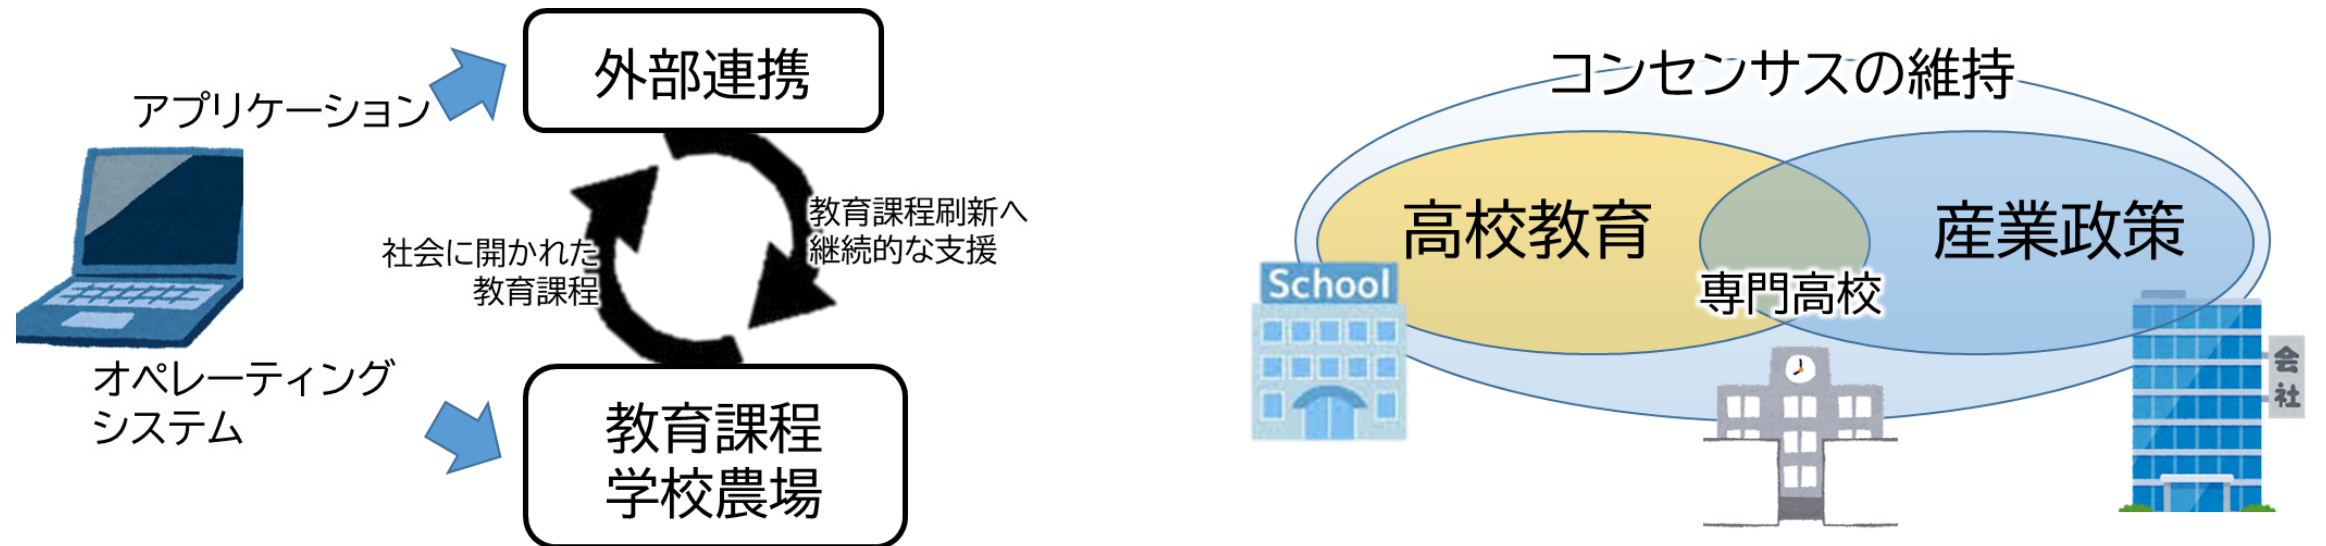 外部連携
アプリケーション
教育課程刷新へ
継続的な支援
社会に開かれた
教育課程
オペレーティング
システム
教育課程
学校農場
コンセンサスの維持
高校教育
産業政策
専門高校
School
会社